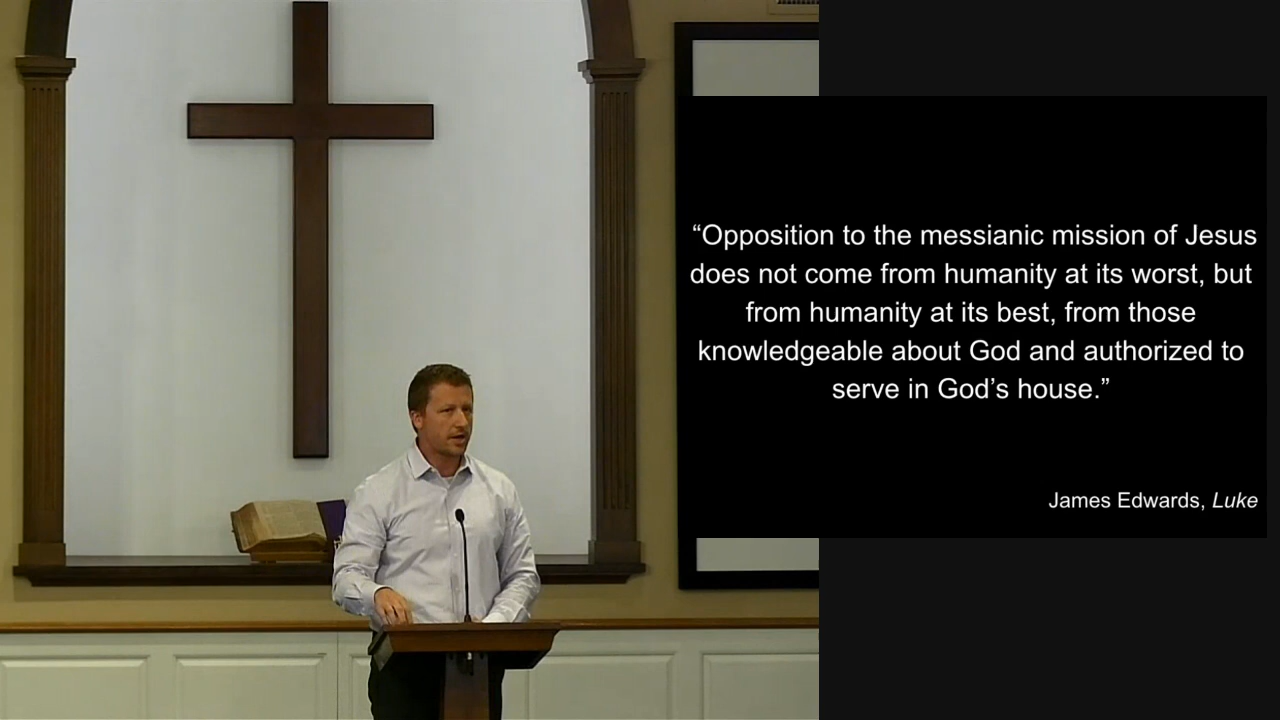 “Opposition to the messianic mission of Jesus
does not come from humanity at its worst, but
from humanity at its best, from those
knowledgeable about God and authorized to
serve in God’s house.”
James Edwards, Luke